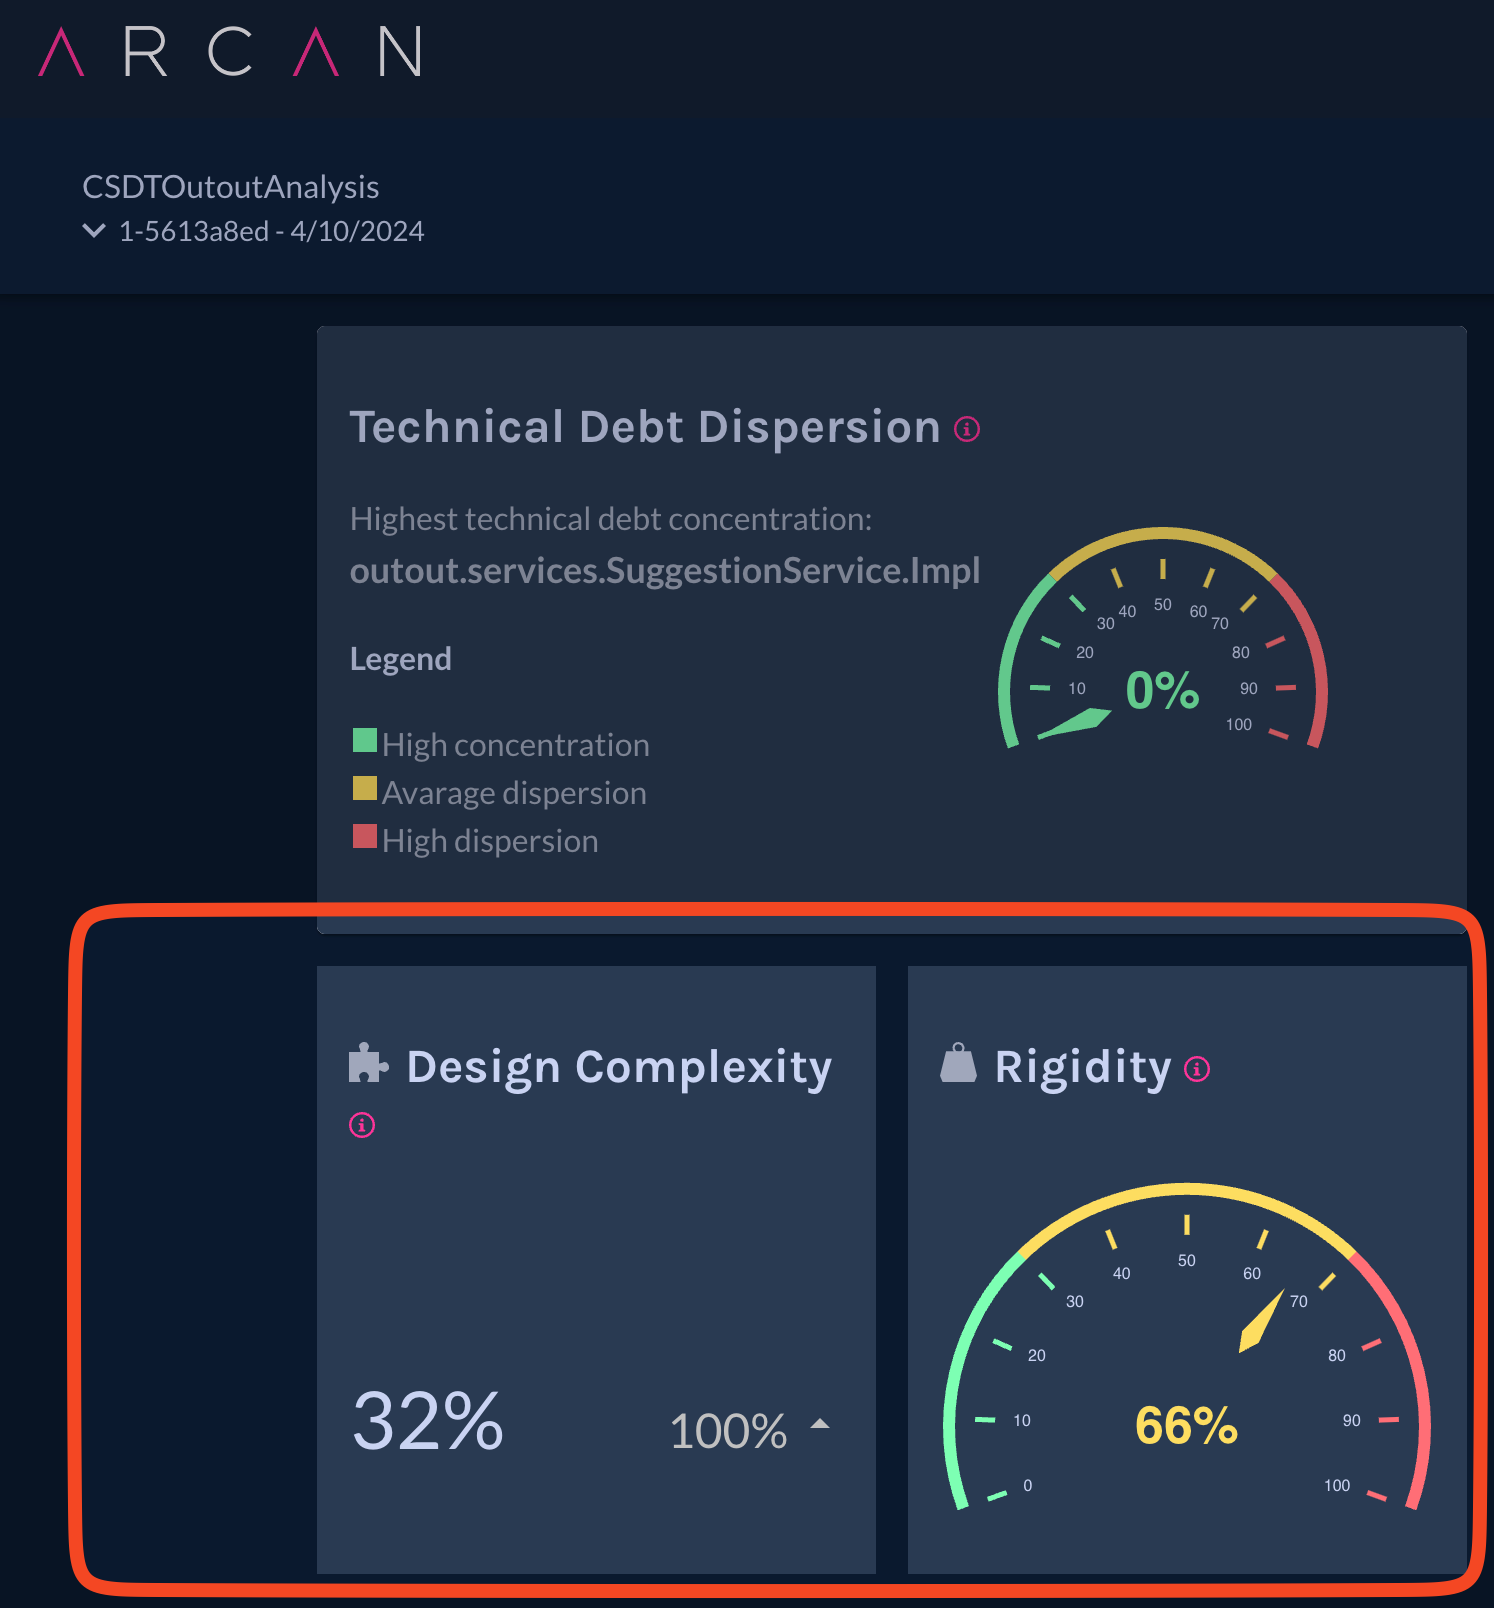 ARCAN
CSDTOutoutAnalysis
1-5613a8ed - 4/10/2024
Technical Debt Dispersion
Highest technical debt concentration:
outout.services.SuggestionService.Impl
Legend
High concentration
Avarage dispersion
High dispersion
10
20
30
40
50
60
70
80
90
100
0%
Design Complexity
32%
100%
Rigidity
0
10
20
30
40
50
60
70
80
90
100
66%